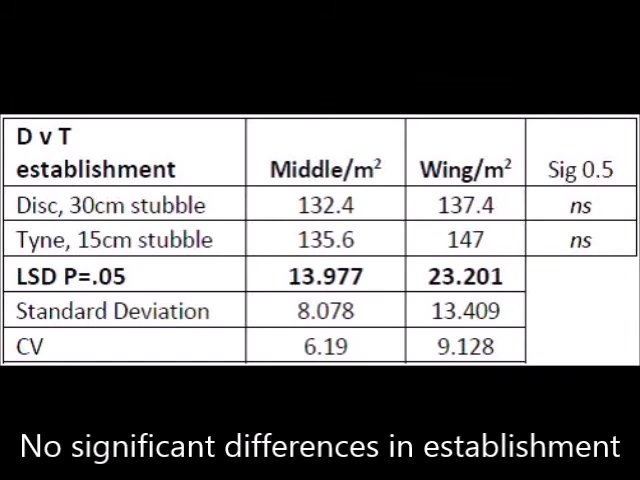 D v T
establishment Middle/m² Wing/m² Sig 0.5
Disc, 30cm stubble 132.4 137.4 ns
Tyne, 15cm stubble 135.6 147 ns
LSD P=.05 13.977 23.201
Standard Deviation 8.078 13.409
CV 6.19 9.128
No significant differences in establishment